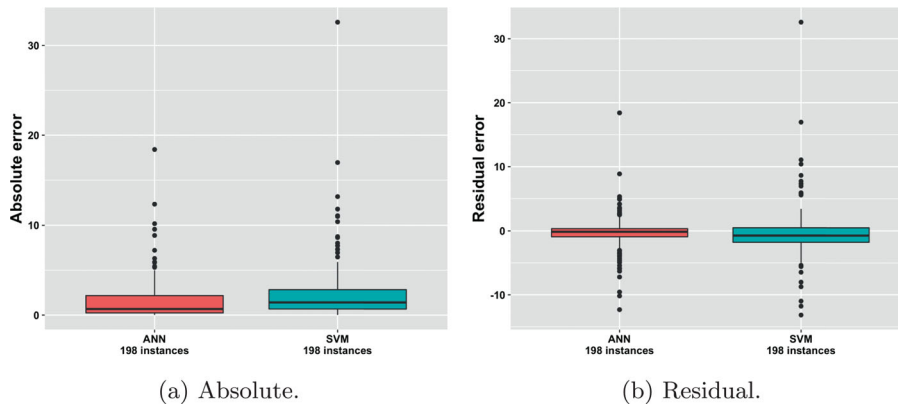 Absolute error
30
20
10
0
ANN
198 instances
SVM
198 instances
(a) Absolute.
Residual error
30
20
10
0
-10
ANN
198 instances
SVM
198 instances
(b) Residual.